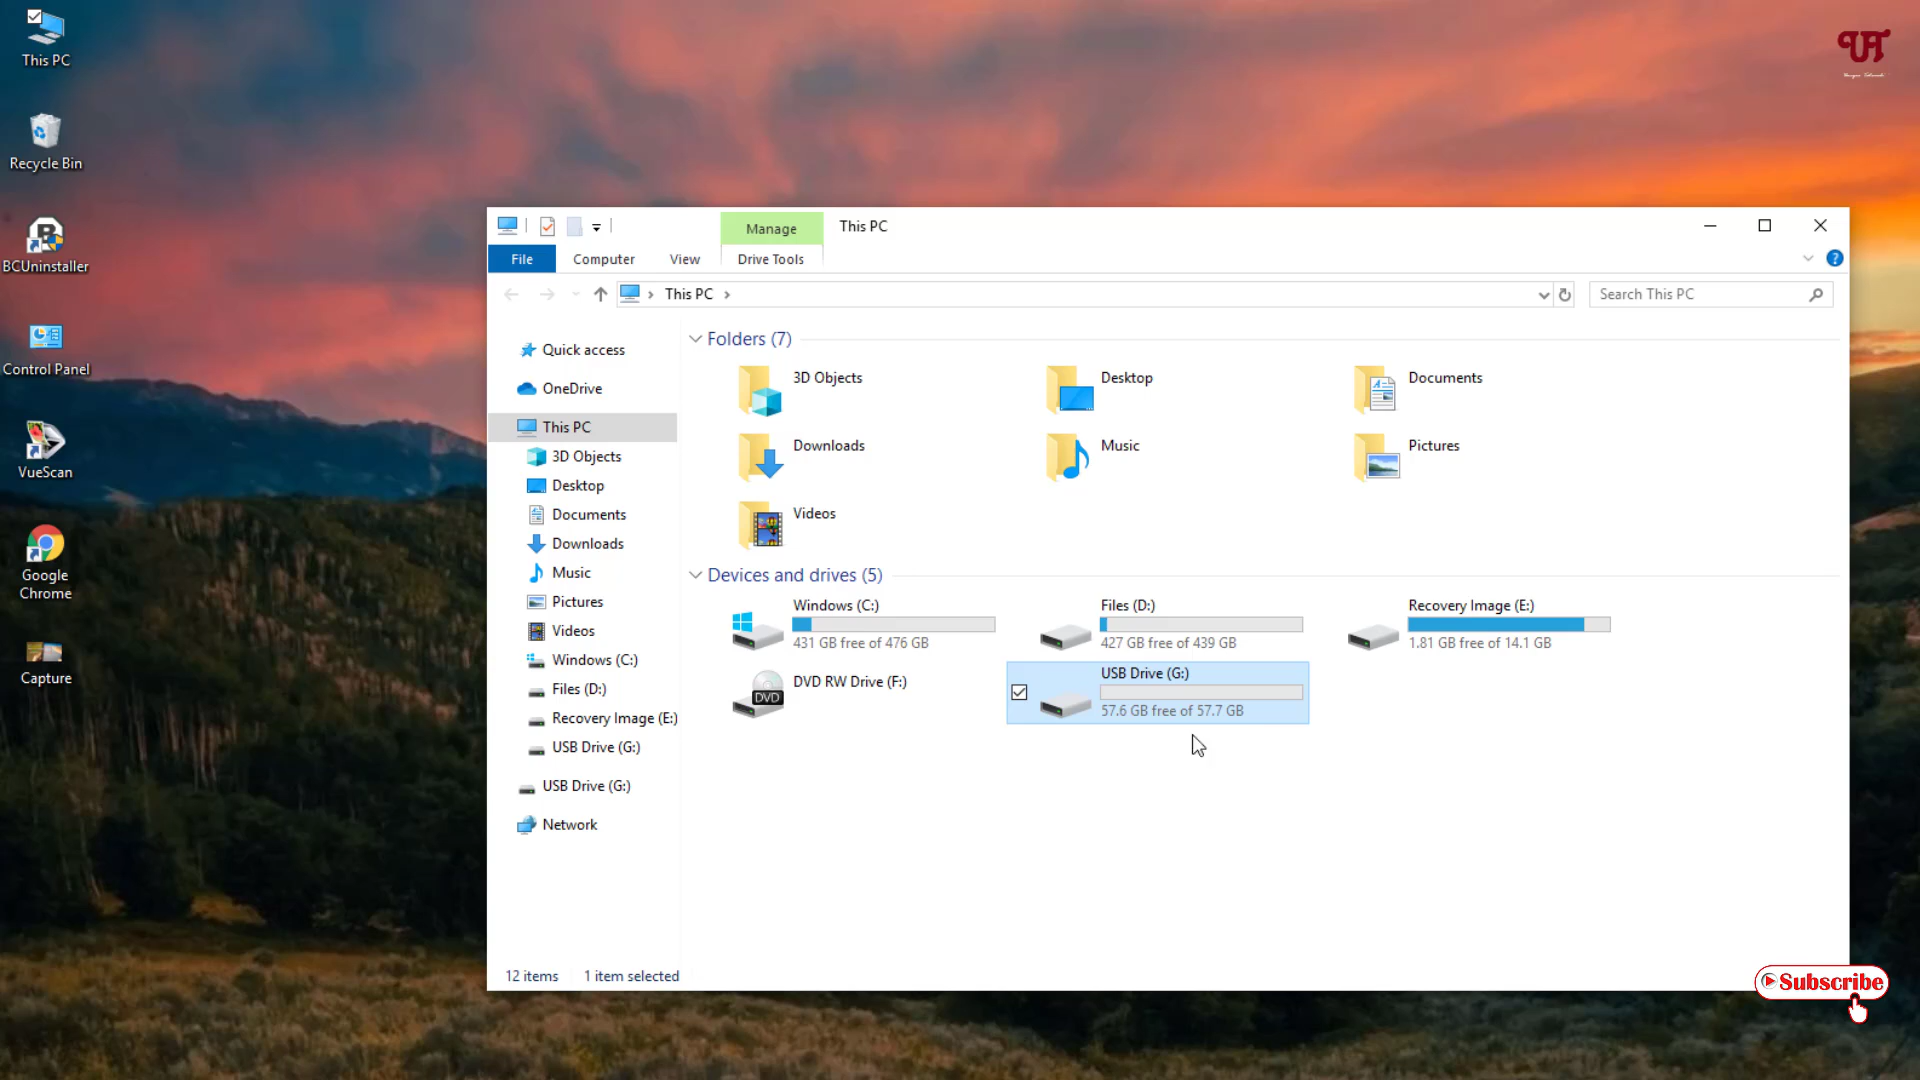 This PC
Recycle Bin
BCUninstaller
Control Panel
VueScan
Google
Chrome
Capture
UT
Manage
This PC
File
Computer
View
Drive Tools
This PC
Search This PC
Quick access
OneDrive
This PC
3D Objects
Desktop
Documents
Downloads
Music
Pictures
Videos
Windows (C:)
Files (D:)
Recovery Image (E:)
USB Drive (G:)
USB Drive (G:)
Network
Folders (7)
3D Objects
Desktop
Documents
Downloads
Music
Pictures
Videos
Devices and drives (5)
Windows (C:)
431 GB free of 476 GB
Files (D:)
427 GB free of 439 GB
Recovery Image (E:)
1.81 GB free of 14.1 GB
DVD
DVD RW Drive (F:)
USB Drive (G:)
57.6 GB free of 57.7 GB
12 items
1 item selected
Subscribe